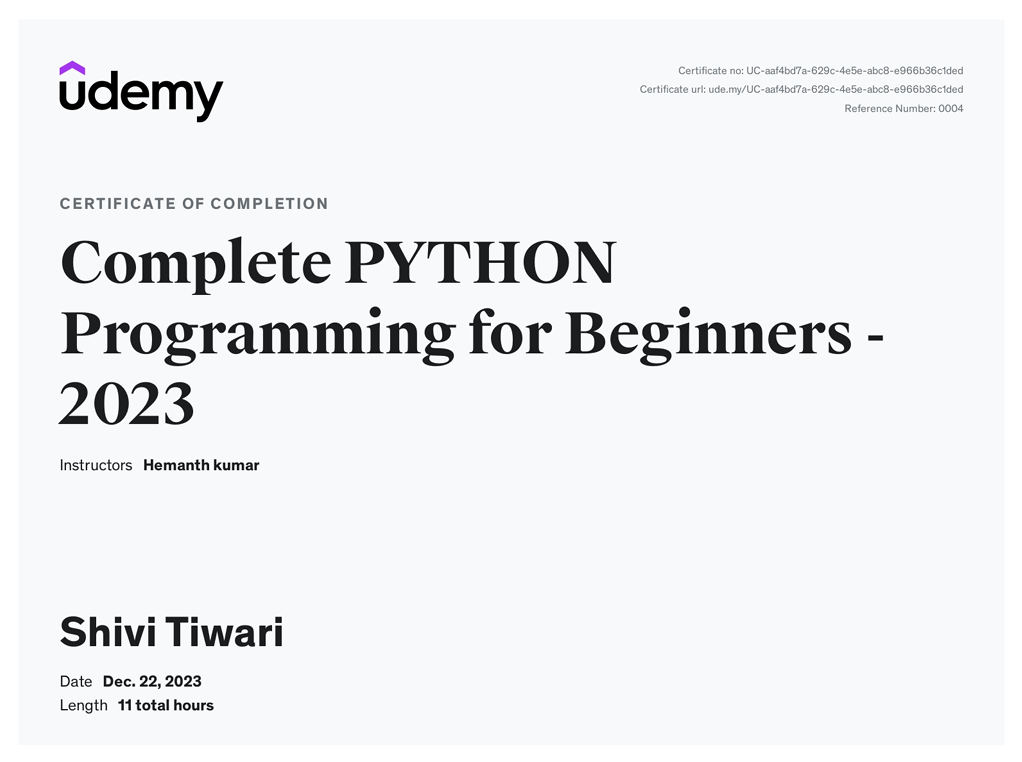 udemy
Certificate no: UC-aaf4bd7a-629c-4e5e-abc8-e966b36c1ded
Certificate url: ude.my/UC-aaf4bd7a-629c-4e5e-abc8-e966b36c1ded
Reference Number: 0004
CERTIFICATE OF COMPLETION
Complete PYTHON
Programming for Beginners -
2023
Instructors Hemanth kumar
Shivi Tiwari
Date Dec. 22, 2023
Length 11 total hours